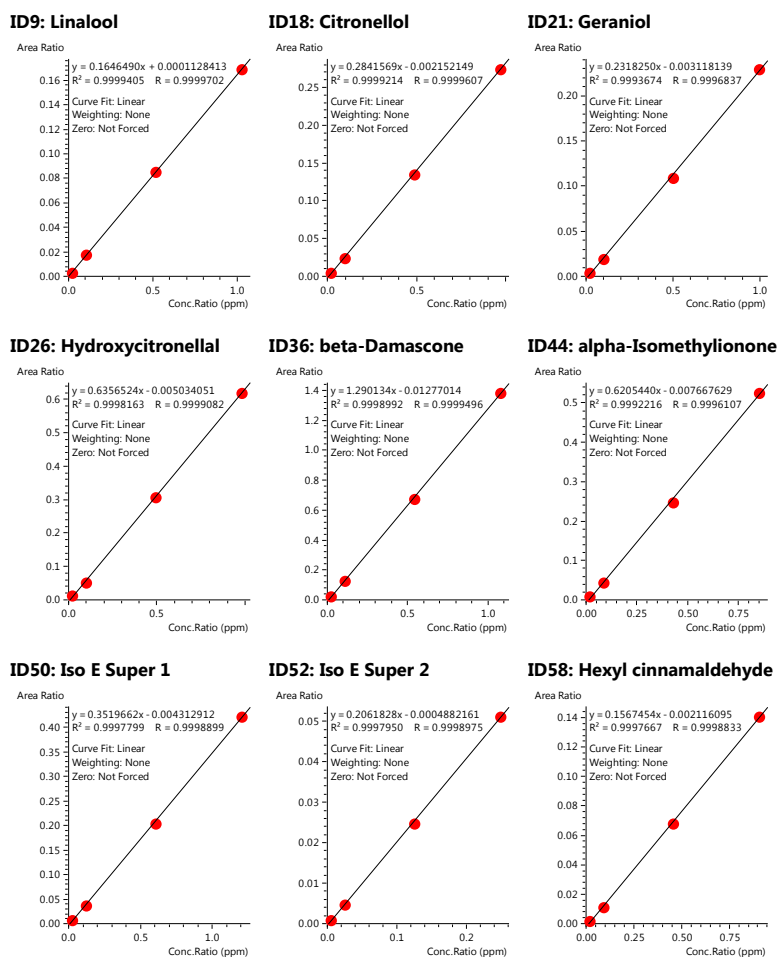 ID9: Linalool
Area Ratio
y = 0.1646490x + 0.0001128413
R² = 0.9999405 R = 0.9999702
Curve Fit: Linear
Weighting: None
Zero: Not Forced
0.16
0.14
0.12
0.10
0.08
0.06
0.04
0.02
0.00
0.0 0.5 1.0
Conc.Ratio (ppm)
ID18: Citronellol
Area Ratio
y = 0.2841569x - 0.002152149
R² = 0.9999214 R = 0.9999607
Curve Fit: Linear
Weighting: None
Zero: Not Forced
0.25
0.20
0.15
0.10
0.05
0.00
0.0 0.5 1.0
Conc.Ratio (ppm)
ID21: Geraniol
Area Ratio
y = 0.2318250x - 0.003118139
R² = 0.9993674 R = 0.9996837
Curve Fit: Linear
Weighting: None
Zero: Not Forced
0.20
0.15
0.10
0.05
0.00
0.0 0.5 1.0
Conc.Ratio (ppm)
ID26: Hydroxycitronellal
Area Ratio
y = 0.6356524x - 0.005034051
R² = 0.9998163 R = 0.9999082
Curve Fit: Linear
Weighting: None
Zero: Not Forced
0.6
0.5
0.4
0.3
0.2
0.1
0.0
0.0 0.5
Conc.Ratio (ppm)
ID36: beta-Damascone
Area Ratio
y = 1.290134x - 0.01277014
R² = 0.9998992 R = 0.9999496
Curve Fit: Linear
Weighting: None
Zero: Not Forced
1.4
1.2
1.0
0.8
0.6
0.4
0.2
0.0
0.0 0.5 1.0
Conc.Ratio (ppm)
ID44: alpha-Isomethylionone
Area Ratio
y = 0.6205440x - 0.007667629
R² = 0.9992216 R = 0.9996107
Curve Fit: Linear
Weighting: None
Zero: Not Forced
0.5
0.4
0.3
0.2
0.1
0.0
0.00 0.25 0.50 0.75
Conc.Ratio (ppm)
ID50: Iso E Super 1
Area Ratio
y = 0.3519662x - 0.004312912
R² = 0.9997799 R = 0.9998899
Curve Fit: Linear
Weighting: None
Zero: Not Forced
0.40
0.35
0.30
0.25
0.20
0.15
0.10
0.05
0.00
0.0 0.5 1.0
Conc.Ratio (ppm)
ID52: Iso E Super 2
Area Ratio
y = 0.2061828x - 0.0004882161
R² = 0.9997950 R = 0.9998975
Curve Fit: Linear
Weighting: None
Zero: Not Forced
0.05
0.04
0.03
0.02
0.01
0.00
0.0 0.1 0.2
Conc.Ratio (ppm)
ID58: Hexyl cinnamaldehyde
Area Ratio
y = 0.1567454x - 0.002116095
R² = 0.9997667 R = 0.9998833
Curve Fit: Linear
Weighting: None
Zero: Not Forced
0.14
0.12
0.10
0.08
0.06
0.04
0.02
0.00
0.00 0.25 0.50 0.75
Conc.Ratio (ppm)